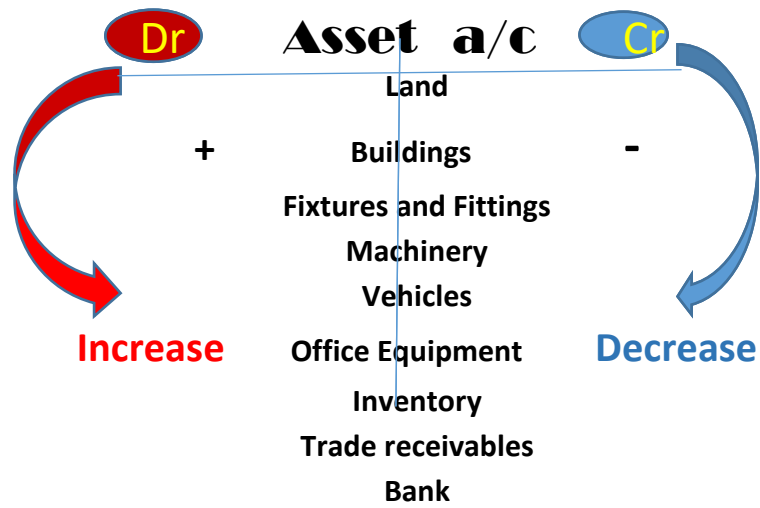 Dr Asset a/c Cr
Land
+ Buildings -
Fixtures and Fittings
Machinery
Vehicles
Increase Office Equipment Decrease
Inventory
Trade receivables
Bank